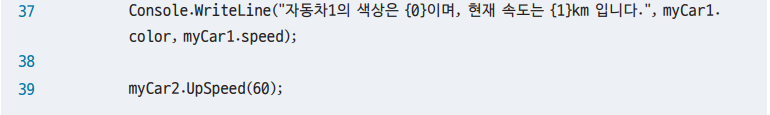 37 Console.WriteLine("자동차1의 색상은 {0}이며, 현재 속도는 {1}km 입니다.", myCar1.
color, myCar1.speed);
38
39 myCar2.UpSpeed(60);